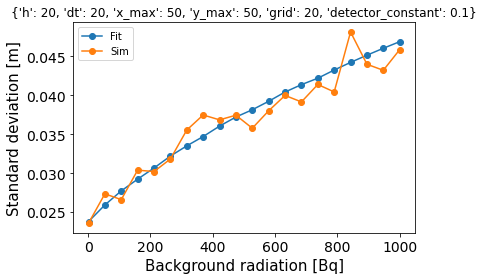 {'h': 20, 'dt': 20, 'x_max': 50, 'y_max': 50, 'grid': 20, 'detector_constant': 0.1}
Fit
Sim
0.045
0.040
0.035
0.030
0.025
Standard deviation [m]
0 200 400 600 800 1000
Background radiation [Bq]